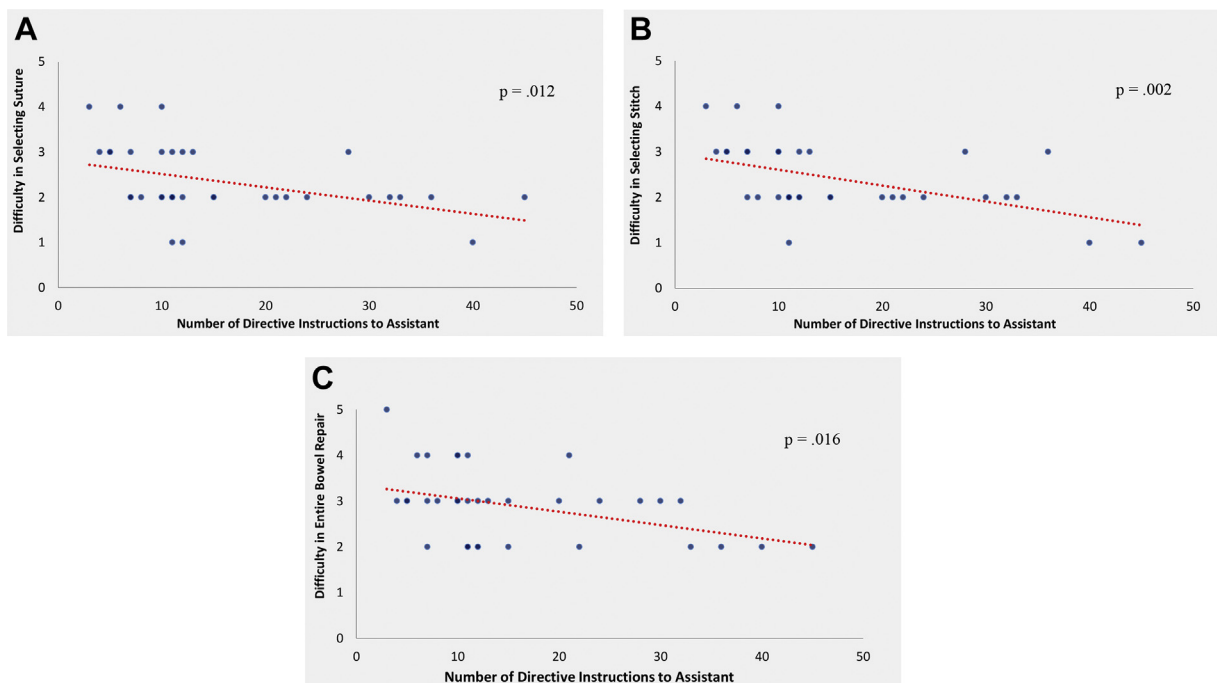 A
Difficulty in Selecting Suture
5
4
3
2
1
0
p = .012
0 10 20 30 40 50
Number of Directive Instructions to Assistant
B
Difficulty in Selecting Stitch
5
4
3
2
1
0
p = .002
0 10 20 30 40 50
Number of Directive Instructions to Assistant
C
Difficulty in Entire Bowel Repair
5
4
3
2
1
0
p = .016
0 10 20 30 40 50
Number of Directive Instructions to Assistant